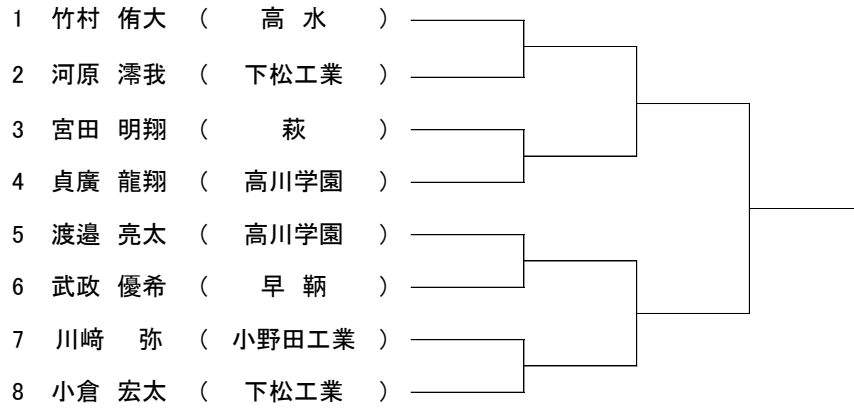 1 竹村 侑大 ( 高 水 )
2 河原 澪我 ( 下松工業 )
3 宮田 明翔 ( 萩 )
4 貞廣 龍翔 ( 高川学園 )
5 渡邉 亮太 ( 高川学園 )
6 武政 優希 ( 早 鞆 )
7 川﨑 弥 ( 小野田工業 )
8 小倉 宏太 ( 下松工業 )